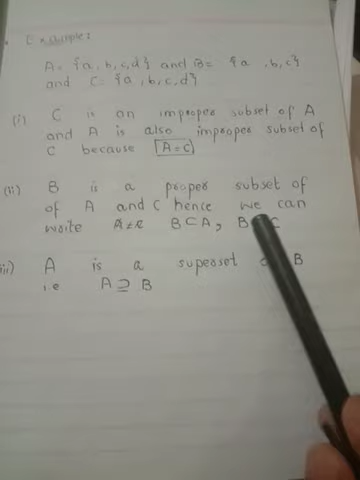 Example:
A= {a, b, c, d} and B= {a, b, c}
and C= {a, b, c, d}
(i) C is an improper subset of A
and A is also improper subset of
C because A=C
(ii) B is a proper subset of
of A and C hence we can
write B⊂A, B C
iii) A is a superset B
i.e A ⊇ B